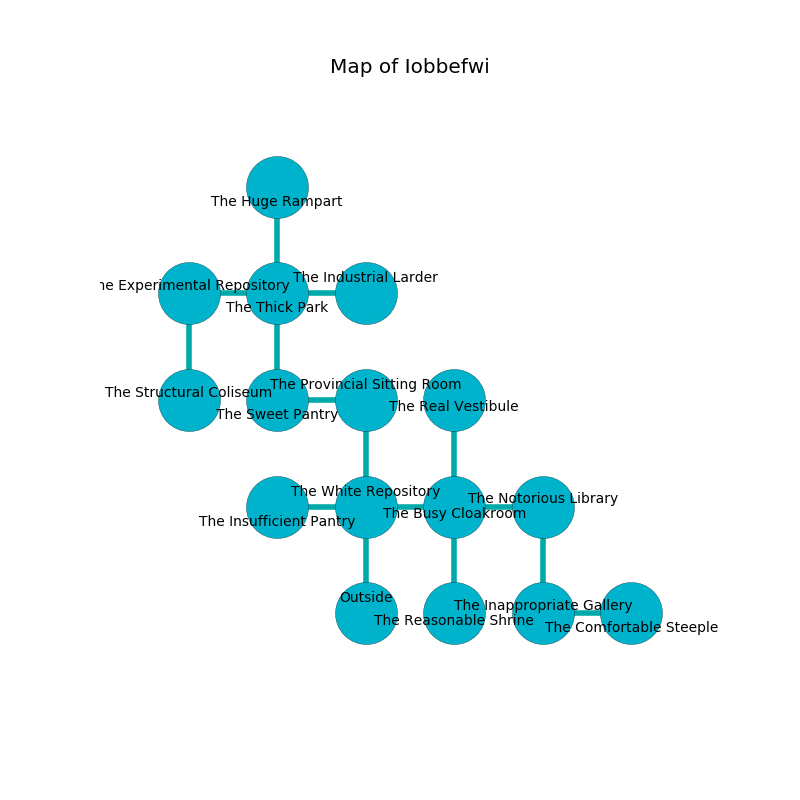 Map of Iobbefwi
The Huge Rampart
The Industrial Larder
he Experimental Repository
The Thick Park
The Provincial Sitting Room
The Structural Coliseum
The Real Vestibule
The Sweet Pantry
The White Repository
The Notorious Library
The Busy Cloakroom
The Insufficient Pantry
Outside
The Inappropriate Gallery
The Reasonable Shrine
The Comfortable Steeple